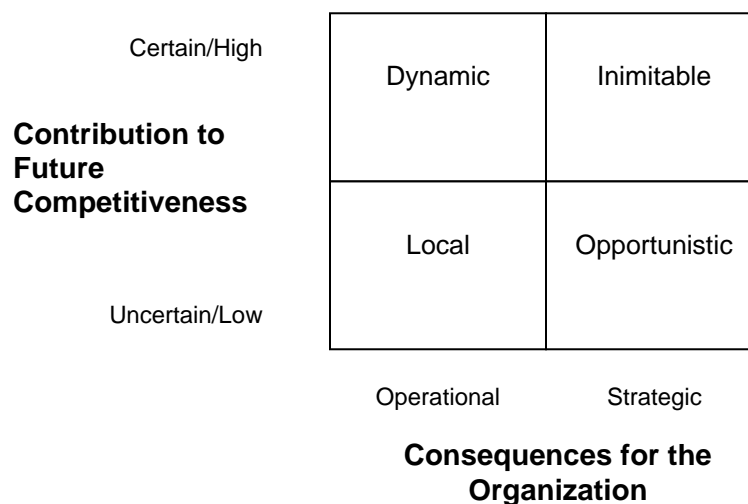 Certain/High
Dynamic
Inimitable
Contribution to
Future
Competitiveness
Local
Opportunistic
Uncertain/Low
Operational
Strategic
Consequences for the
Organization